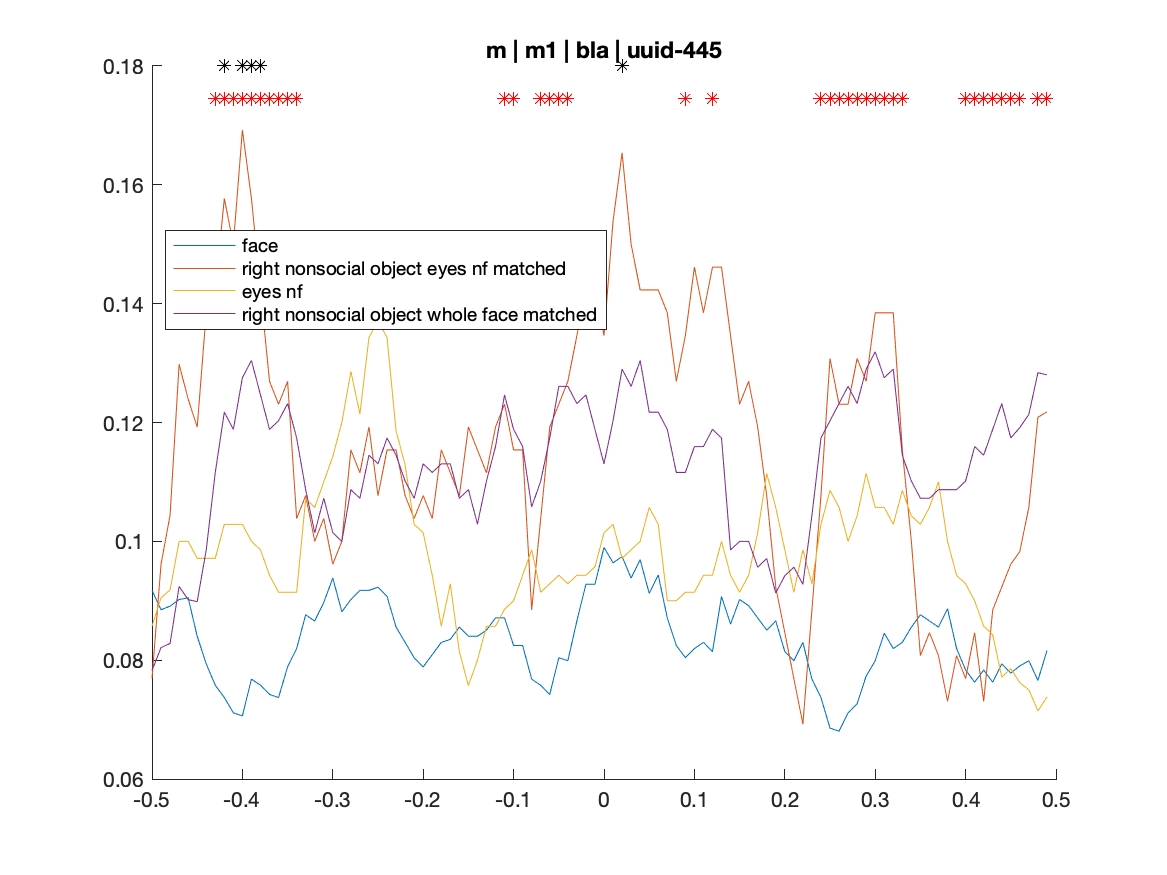 m | m1 | bla | uuid-445
0.18
0.16
0.14
0.12
0.1
0.08
0.06
face
right nonsocial object eyes nf matched
eyes nf
right nonsocial object whole face matched
-0.5 -0.4 -0.3 -0.2 -0.1 0 0.1 0.2 0.3 0.4 0.5